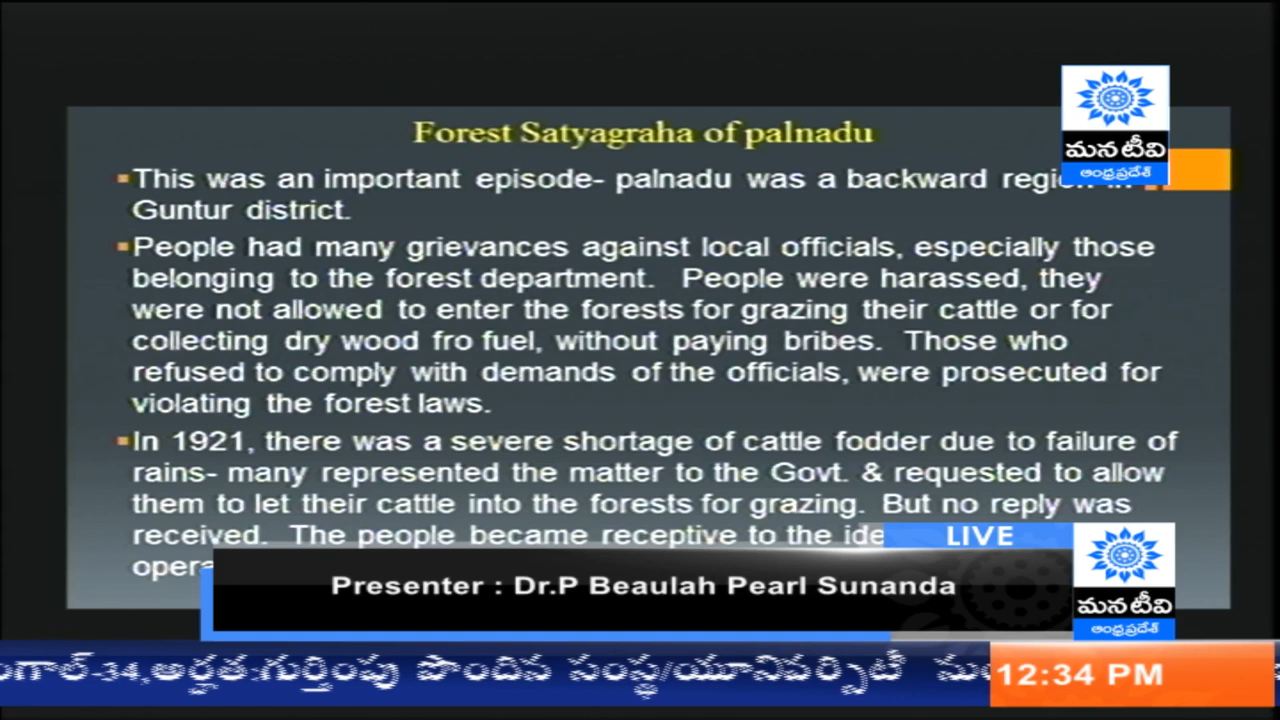 Forest Satyagraha of palnadu
మన టీవి
ఆంధ్రప్రదేశ్
This was an important episode- palnadu was a backward region in
Guntur district.
People had many grievances against local officials, especially those
belonging to the forest department. People were harassed, they
were not allowed to enter the forests for grazing their cattle or for
collecting dry wood fro fuel, without paying bribes. Those who
refused to comply with demands of the officials, were prosecuted for
violating the forest laws.
In 1921, there was a severe shortage of cattle fodder due to failure of
rains- many represented the matter to the Govt. & requested to allow
them to let their cattle into the forests for grazing. But no reply was
received. The people became receptive to the
LIVE
Presenter : Dr.P Beaulah Pearl Sunanda
మన టీవి
ఆంధ్రప్రదేశ్
34,అర్హత:గుర్తింపు పొందిన సంస్థ/యూనివర్సిటీ
12:34 PM